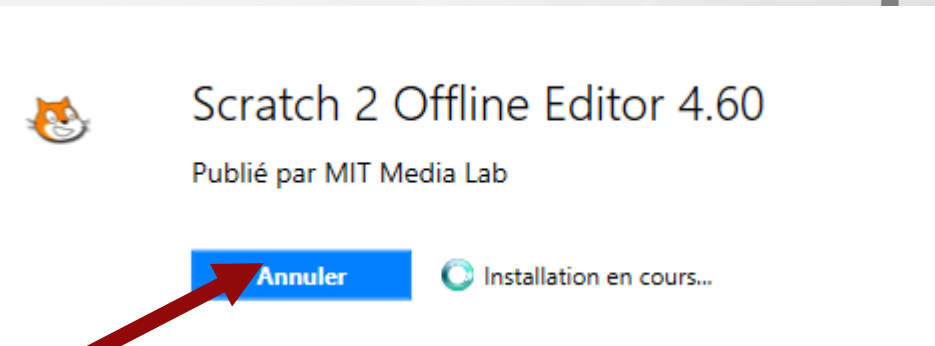 Scratch 2 Offline Editor 4.60
Publié par MIT Media Lab
Annuler Installation en cours...